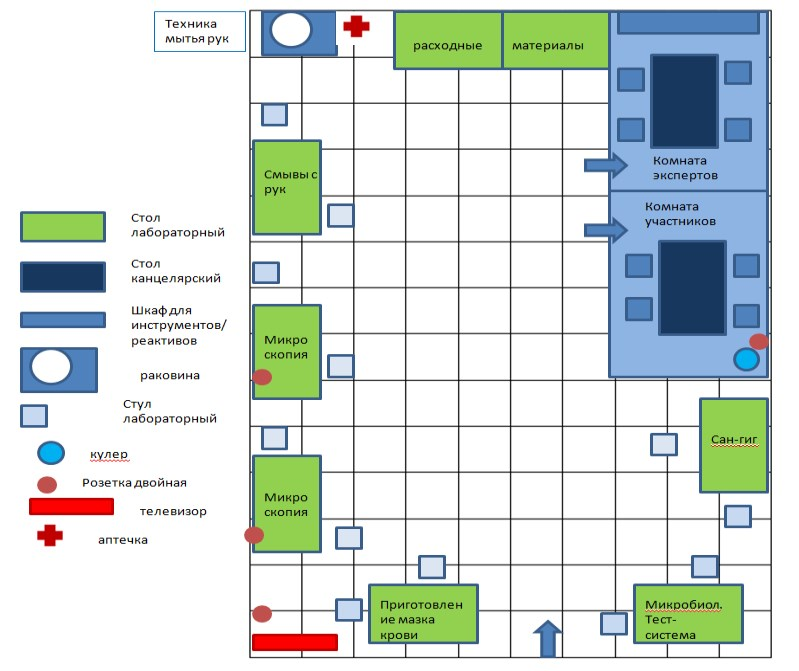 Техника
мытья рук
расходные
материалы
Комната
экспертов
Смывы с
рук
Комната
участников
Стол
лабораторный
Стол
канцелярский
Шкаф для
инструментов/
реактивов
раковина
Стул
лабораторный
кулер
Розетка двойная
телевизор
аптечка
Микро
скопия
Сан-гиг
Микро
скопия
Приготовлен
ие мазка
крови
Микробиол.
Тест-
система